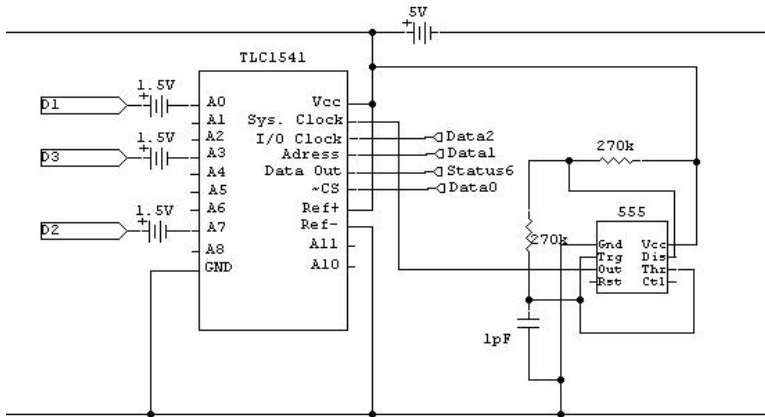 5V
TLC1541
1.5V
D1
A0
A1
A2
A3
A4
A5
A6
A7
A8
GND
1.5V
D3
1.5V
D2
Vcc
Sys. Clock
I/O Clock
Adress
Data Out
~CS
Ref+
Ref-
A11
A10
Data2
Data1
Status6
Data0
270k
270k
555
Gnd
Trg
Out
Rst
Vcc
Dis
Thr
Ctl
1pF